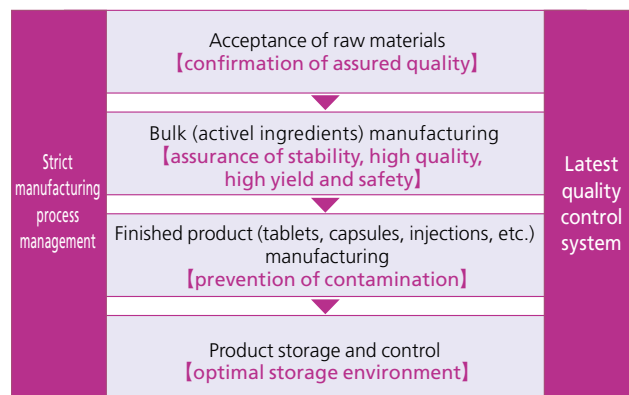 Strict
manufacturing
process
management
Acceptance of raw materials
【confirmation of assured quality】
Bulk (activel ingredients) manufacturing
【assurance of stability, high quality,
high yield and safety】
Finished product (tablets, capsules, injections, etc.)
manufacturing
【prevention of contamination】
Product storage and control
【optimal storage environment】
Latest
quality
control
system